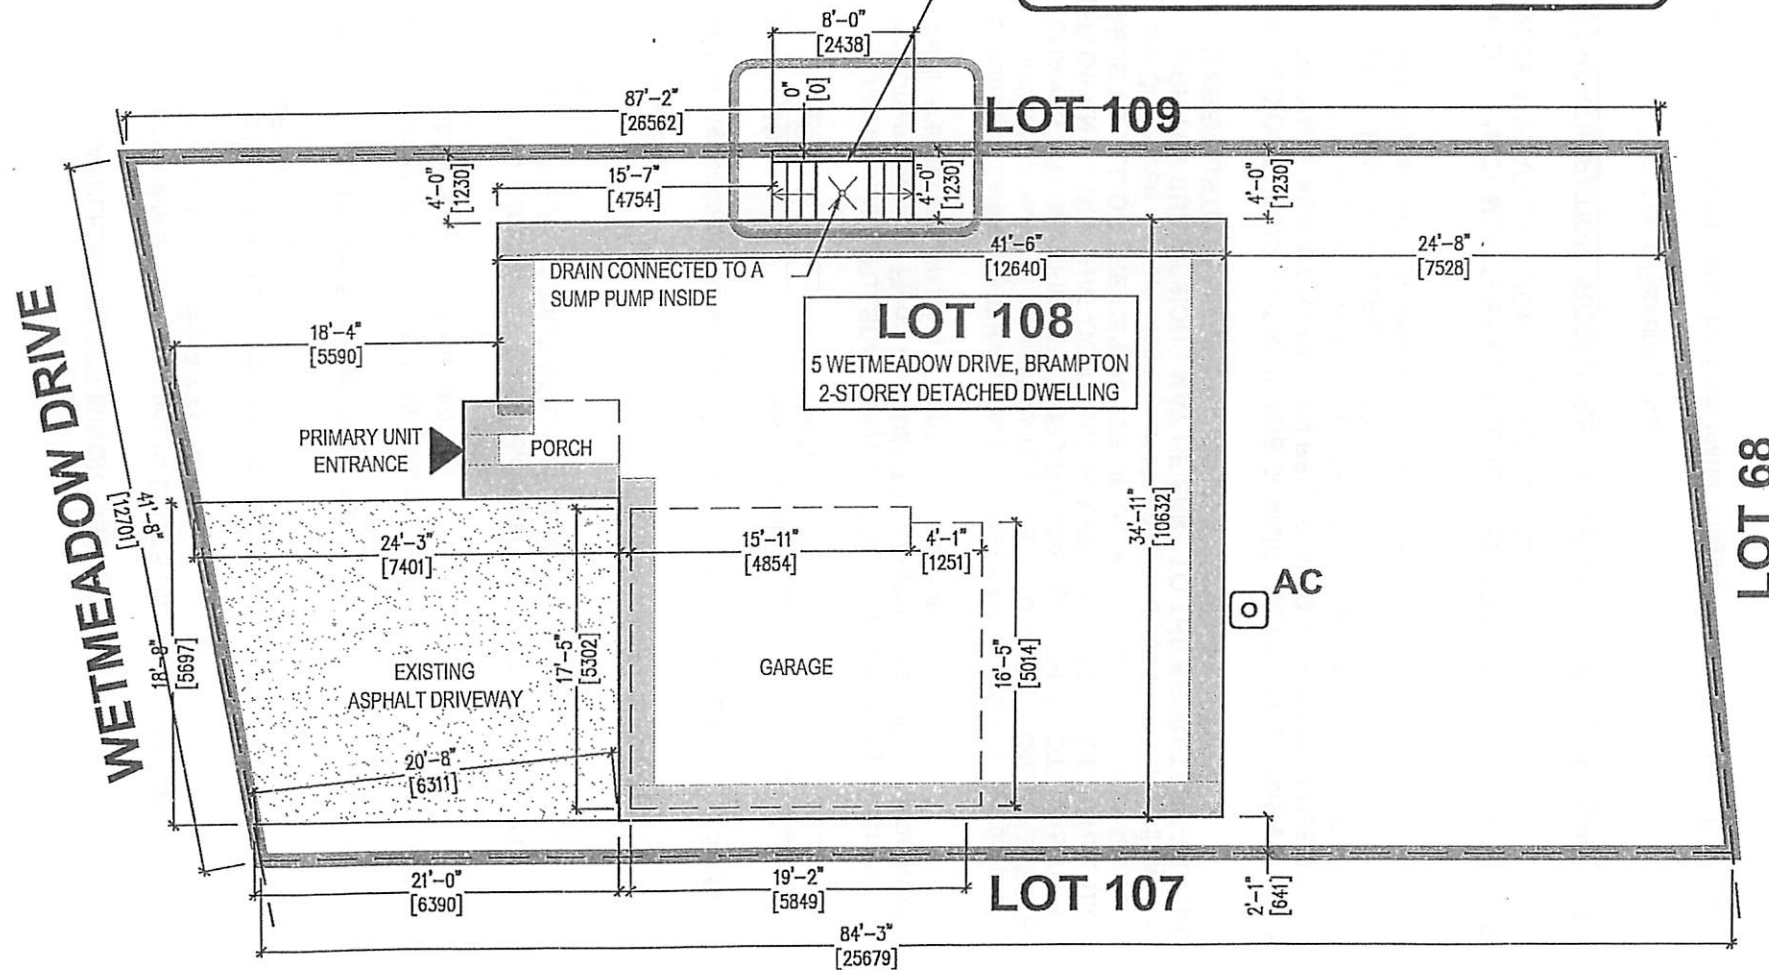 8'-0"
[2438]
0"
[0]
87'-2"
[26562]
LOT 109
4'-0"
[1230]
15'-7"
[4754]
4'-0"
[1230]
4'-0"
[1230]
41'-6"
[12640]
24'-8"
[7528]
DRAIN CONNECTED TO A
SUMP PUMP INSIDE
LOT 108
5 WETMEADOW DRIVE, BRAMPTON
2-STOREY DETACHED DWELLING
18'-4"
[5590]
WETMEADOW DRIVE
PRIMARY UNIT
ENTRANCE
PORCH
41'-8"
[12701]
34'-11"
[10632]
LOT 68
24'-3"
[7401]
15'-11"
[4854]
4'-1"
[1251]
AC
18'-8"
[5697]
17'-5"
[5302]
16'-5"
[5014]
EXISTING
ASPHALT DRIVEWAY
GARAGE
20'-8"
[6311]
21'-0"
[6390]
19'-2"
[5849]
LOT 107
2'-1"
[641]
84'-3"
[25679]